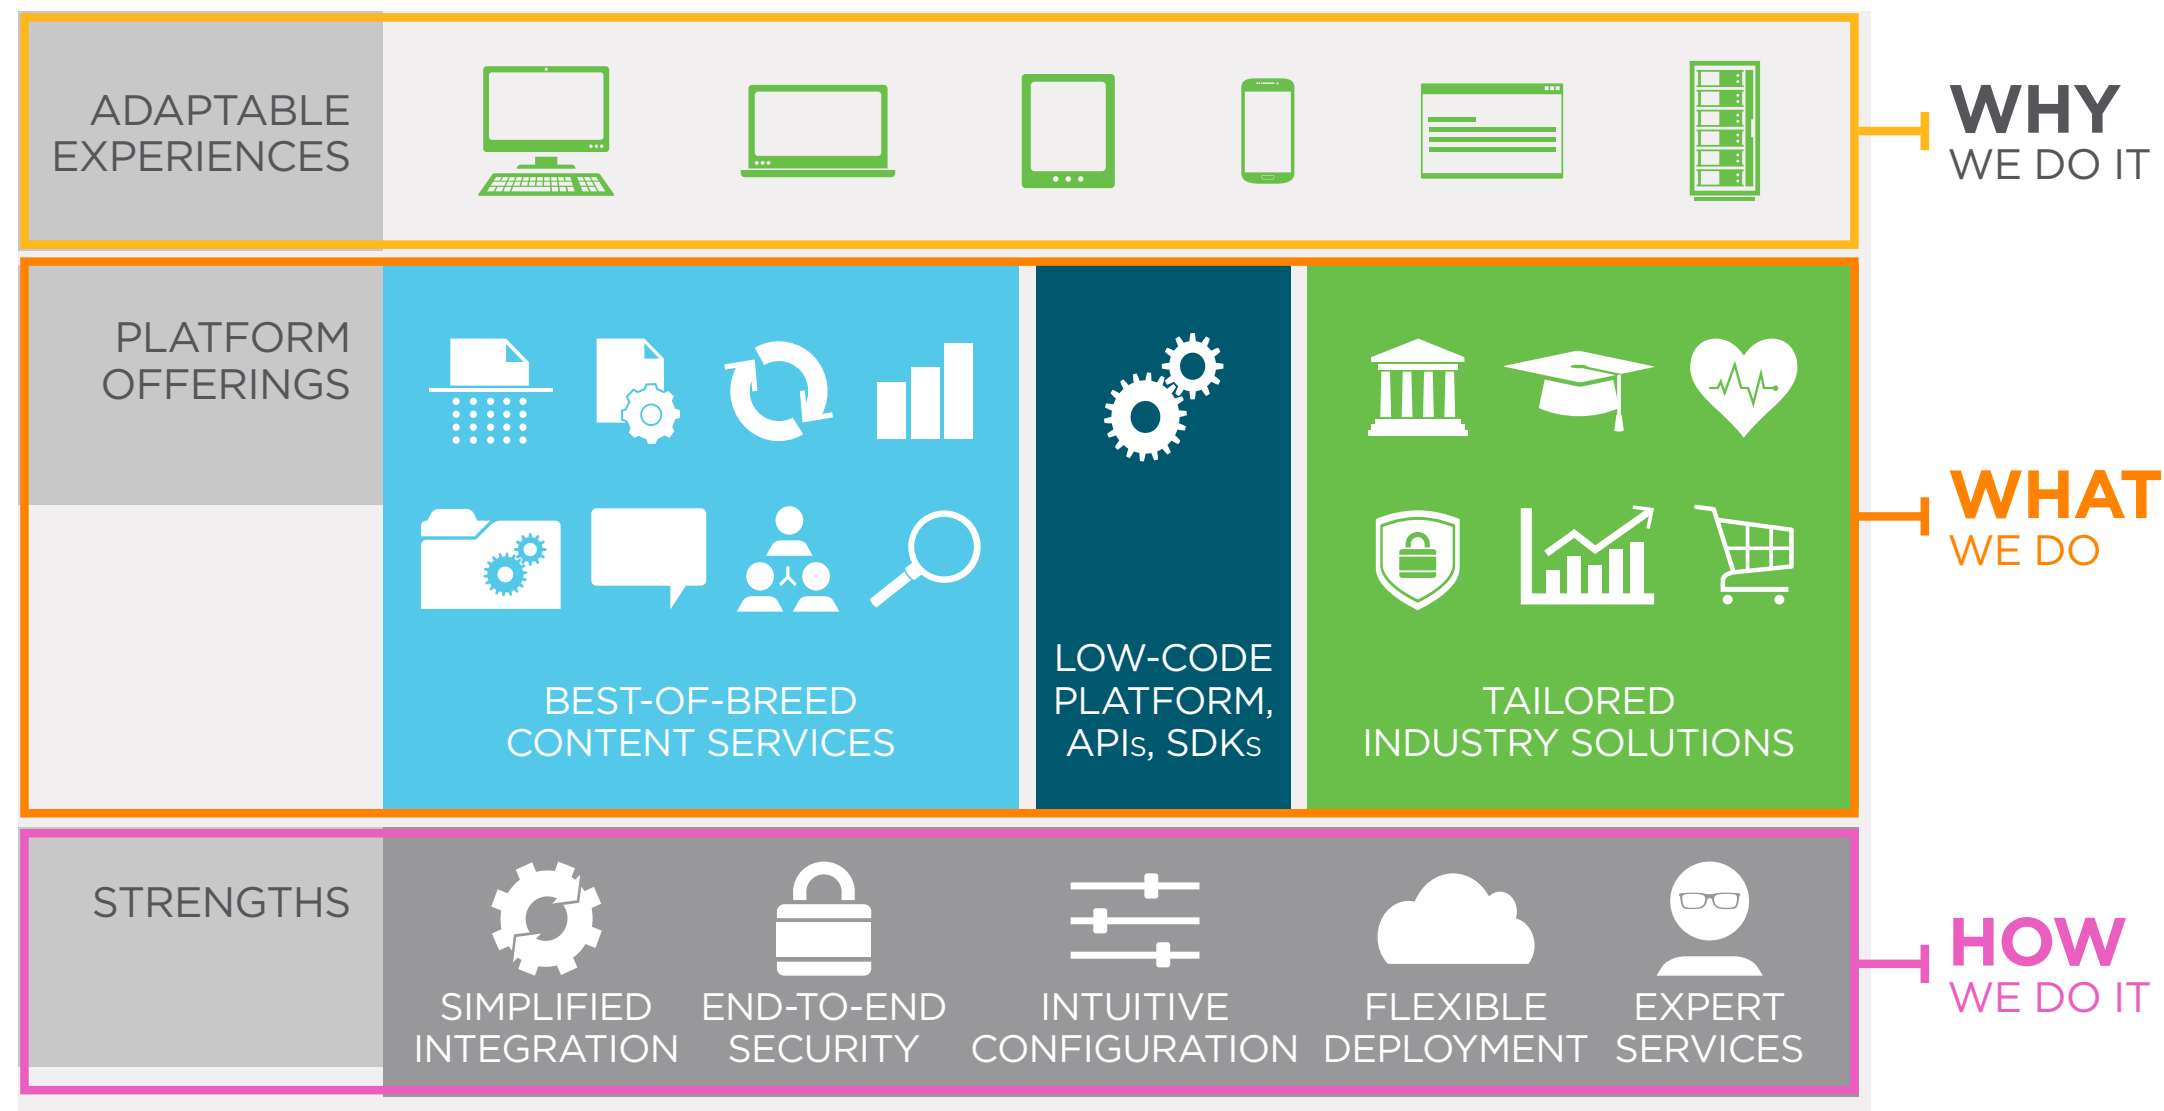 ADAPTABLE
EXPERIENCES
WHY
WE DO IT
PLATFORM
OFFERINGS
BEST-OF-BREED
CONTENT SERVICES
LOW-CODE
PLATFORM,
APIs, SDKs
TAILORED
INDUSTRY SOLUTIONS
WHAT
WE DO
STRENGTHS
SIMPLIFIED
INTEGRATION
END-TO-END
SECURITY
INTUITIVE
CONFIGURATION
FLEXIBLE
DEPLOYMENT
EXPERT
SERVICES
HOW
WE DO IT